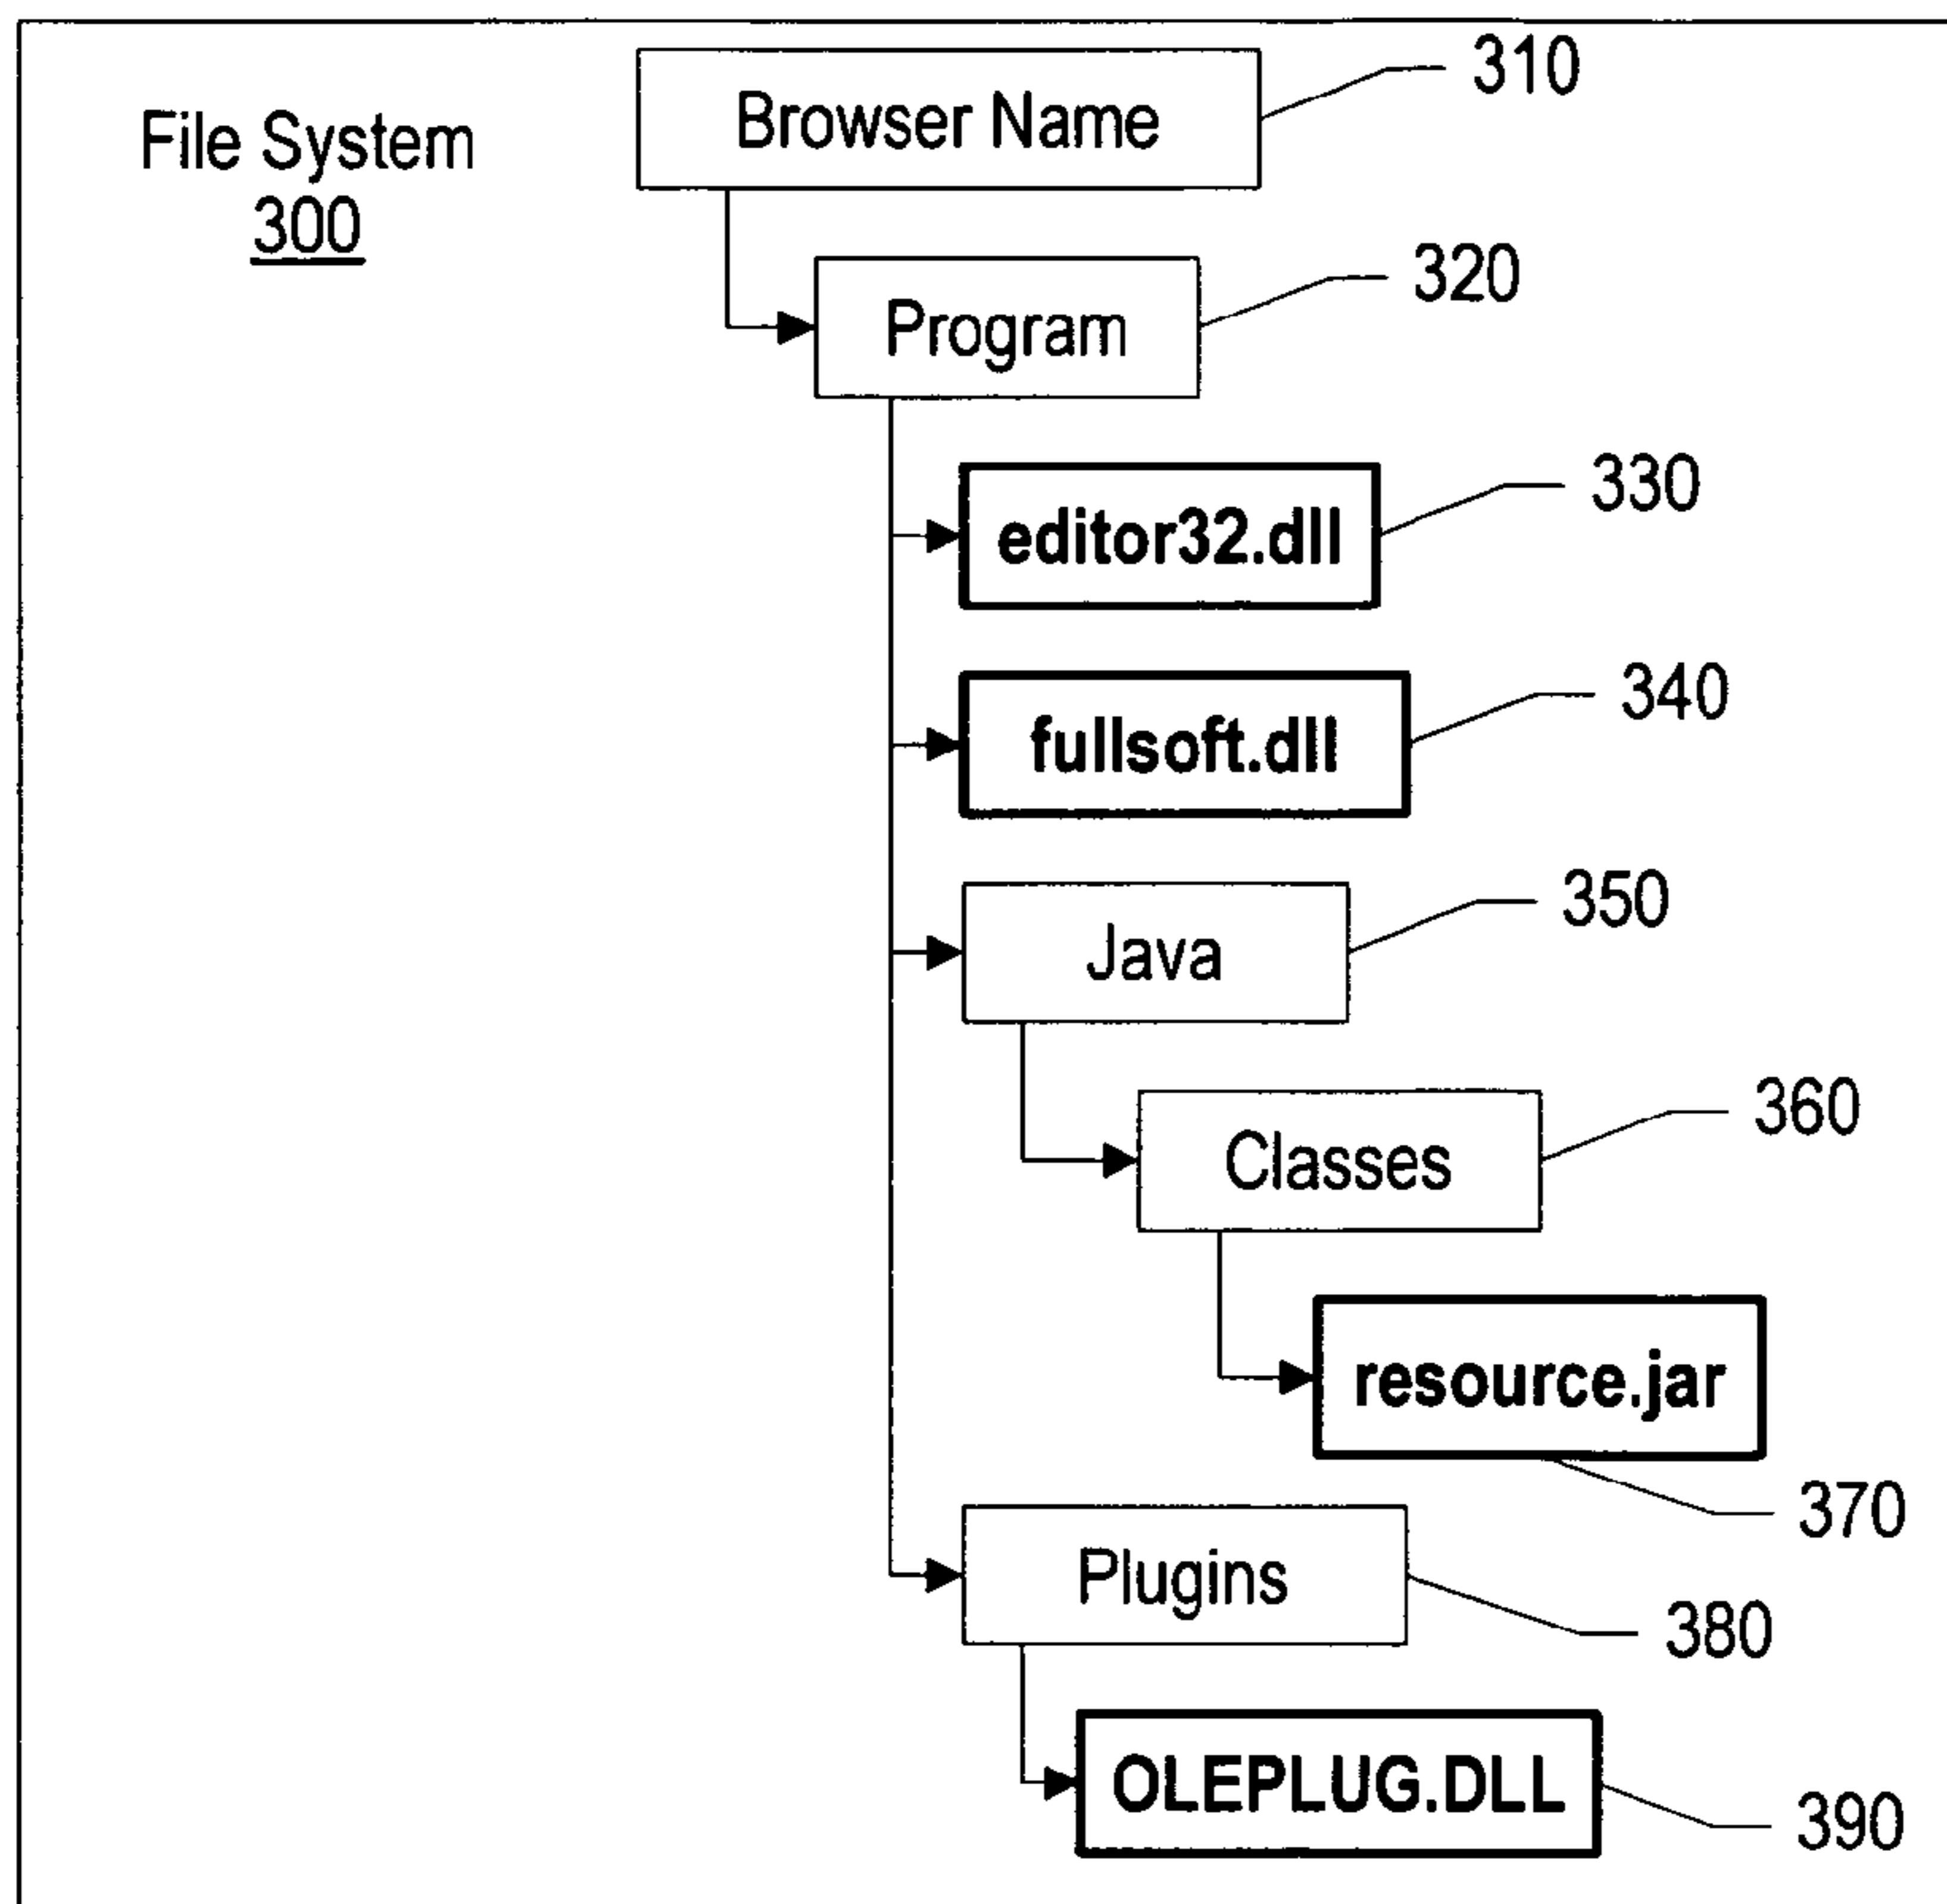 310
Browser Name
File System
300
320
Program
330
editor32.dll
340
fullsoft.dll
350
Java
360
Classes
resource.jar
370
Plugins
380
OLEPLUG.DLL
390